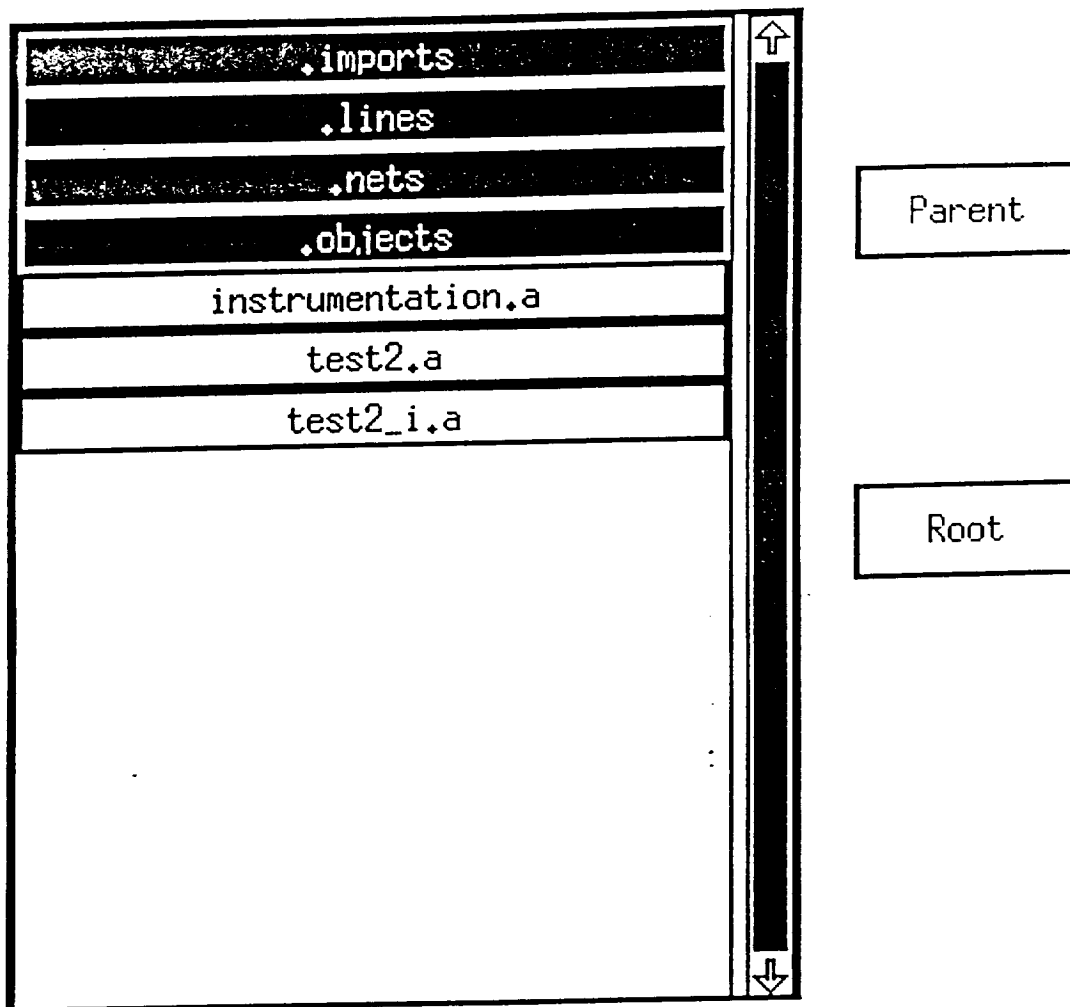 .imports
.lines
.nets
.objects
instrumentation.a
test2.a
test2_i.a
Parent
Root